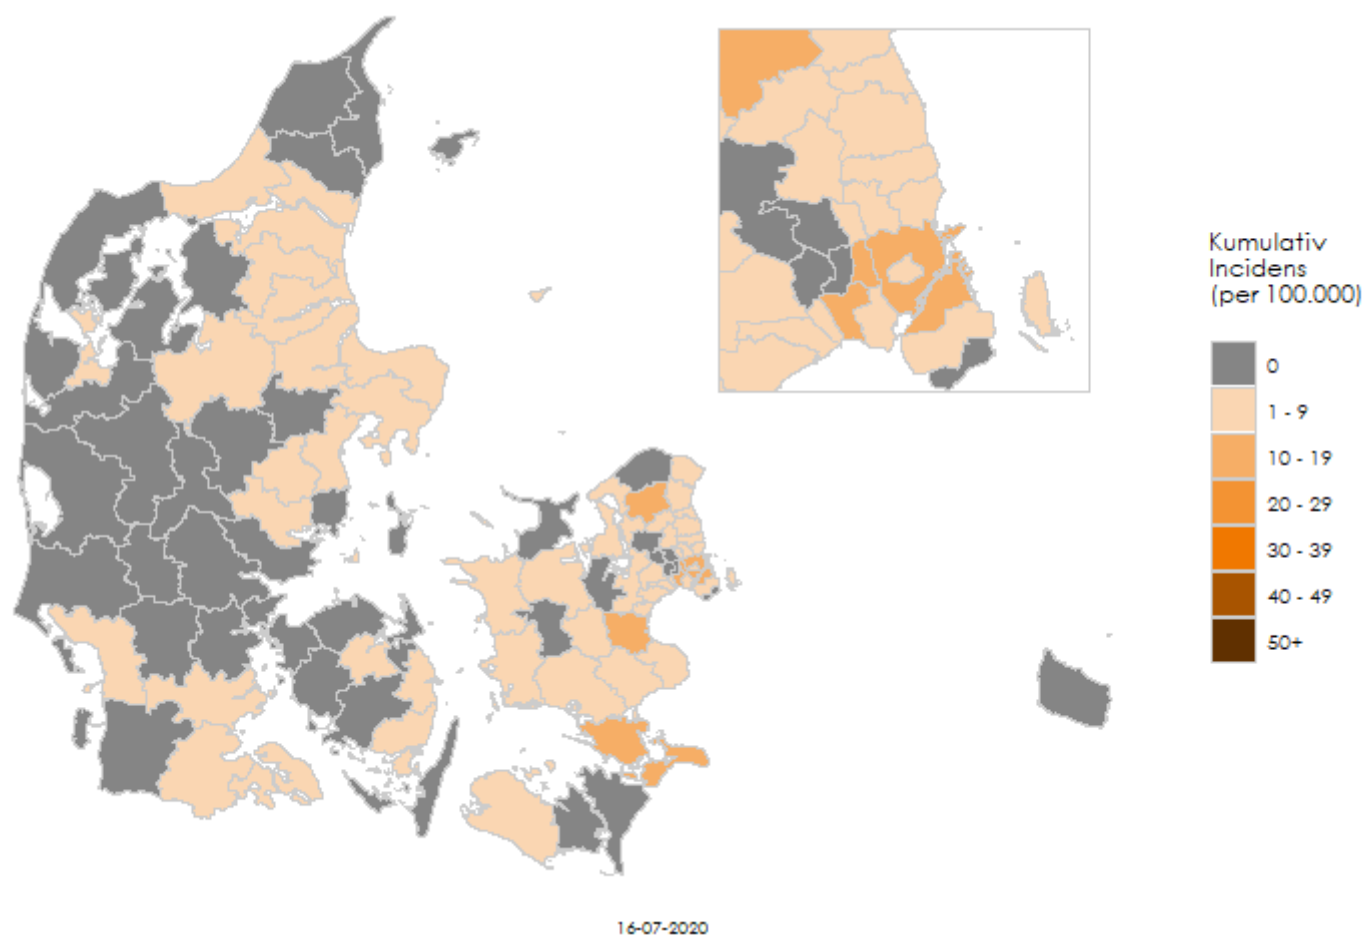 Kumulativ
Incidens
(per 100.000)
0
1 - 9
10 - 19
20 - 29
30 - 39
40 - 49
50+
16-07-2020